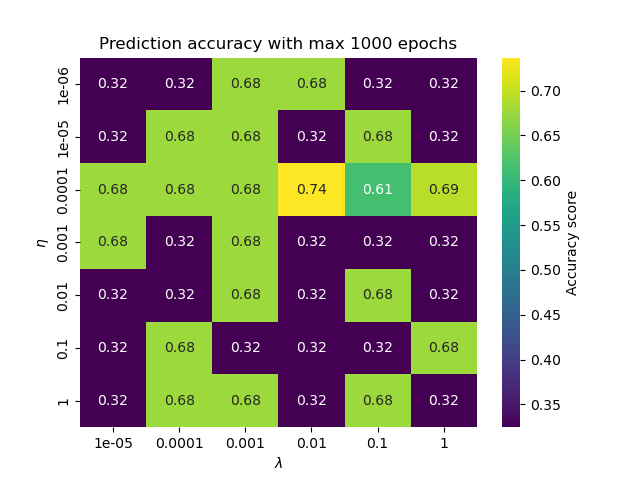 Prediction accuracy with max 1000 epochs
1e-06 0.32 0.32 0.68 0.68 0.32 0.32
1e-05 0.32 0.68 0.68 0.32 0.68 0.32
0.0001 0.68 0.68 0.68 0.74 0.61 0.69
0.001 0.68 0.32 0.68 0.32 0.32 0.32
0.01 0.32 0.32 0.68 0.32 0.68 0.32
0.1 0.32 0.68 0.32 0.32 0.32 0.68
1 0.32 0.68 0.68 0.32 0.68 0.32
1e-05 0.0001 0.001 0.01 0.1 1
λ
η
0.70
0.65
0.60
0.55
0.50
0.45
0.40
0.35
Accuracy score